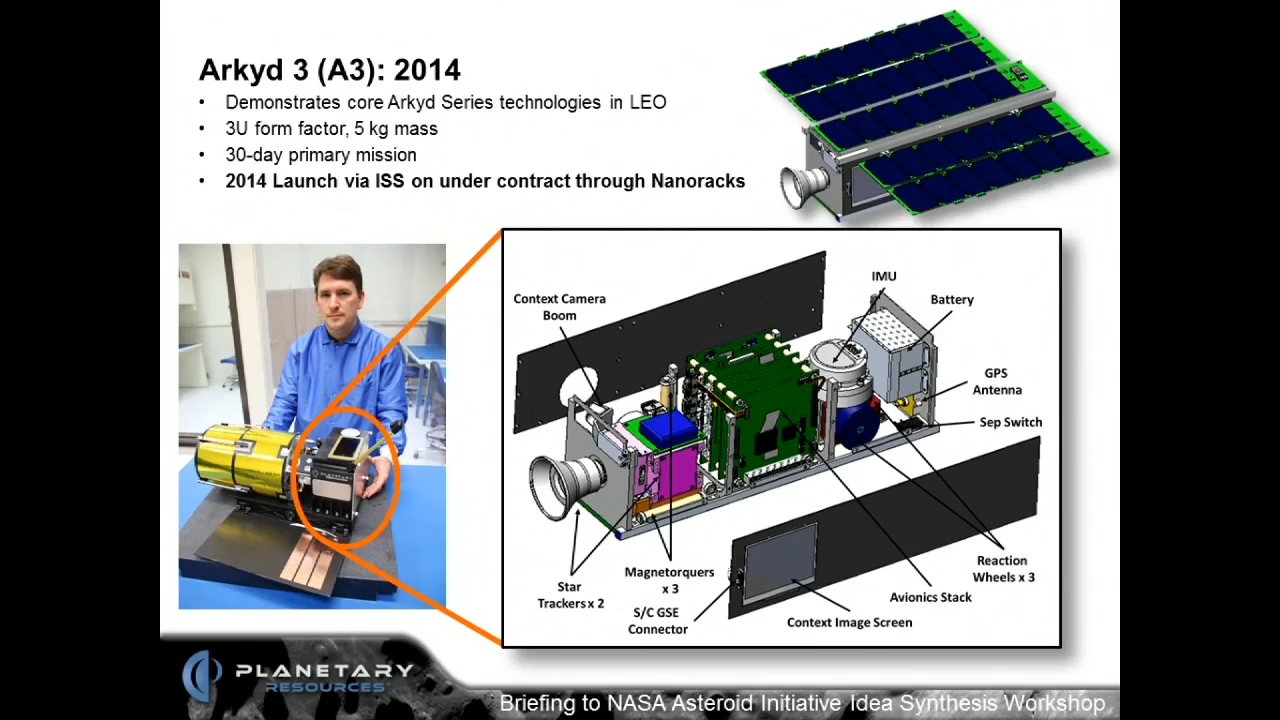 Arkyd 3 (A3): 2014
• Demonstrates core Arkyd Series technologies in LEO
• 3U form factor, 5 kg mass
• 30-day primary mission
• 2014 Launch via ISS on under contract through Nanoracks
Context Camera
Boom
IMU
Battery
GPS
Antenna
Sep Switch
Reaction
Wheels x 3
Avionics Stack
Context Image Screen
S/C GSE
Connector
Magnetorquers
x 3
Star
Trackers x 2
PLANETARY
PLANETARY
RESOURCES
Briefing to NASA Asteroid Initiative Idea Synthesis Workshop